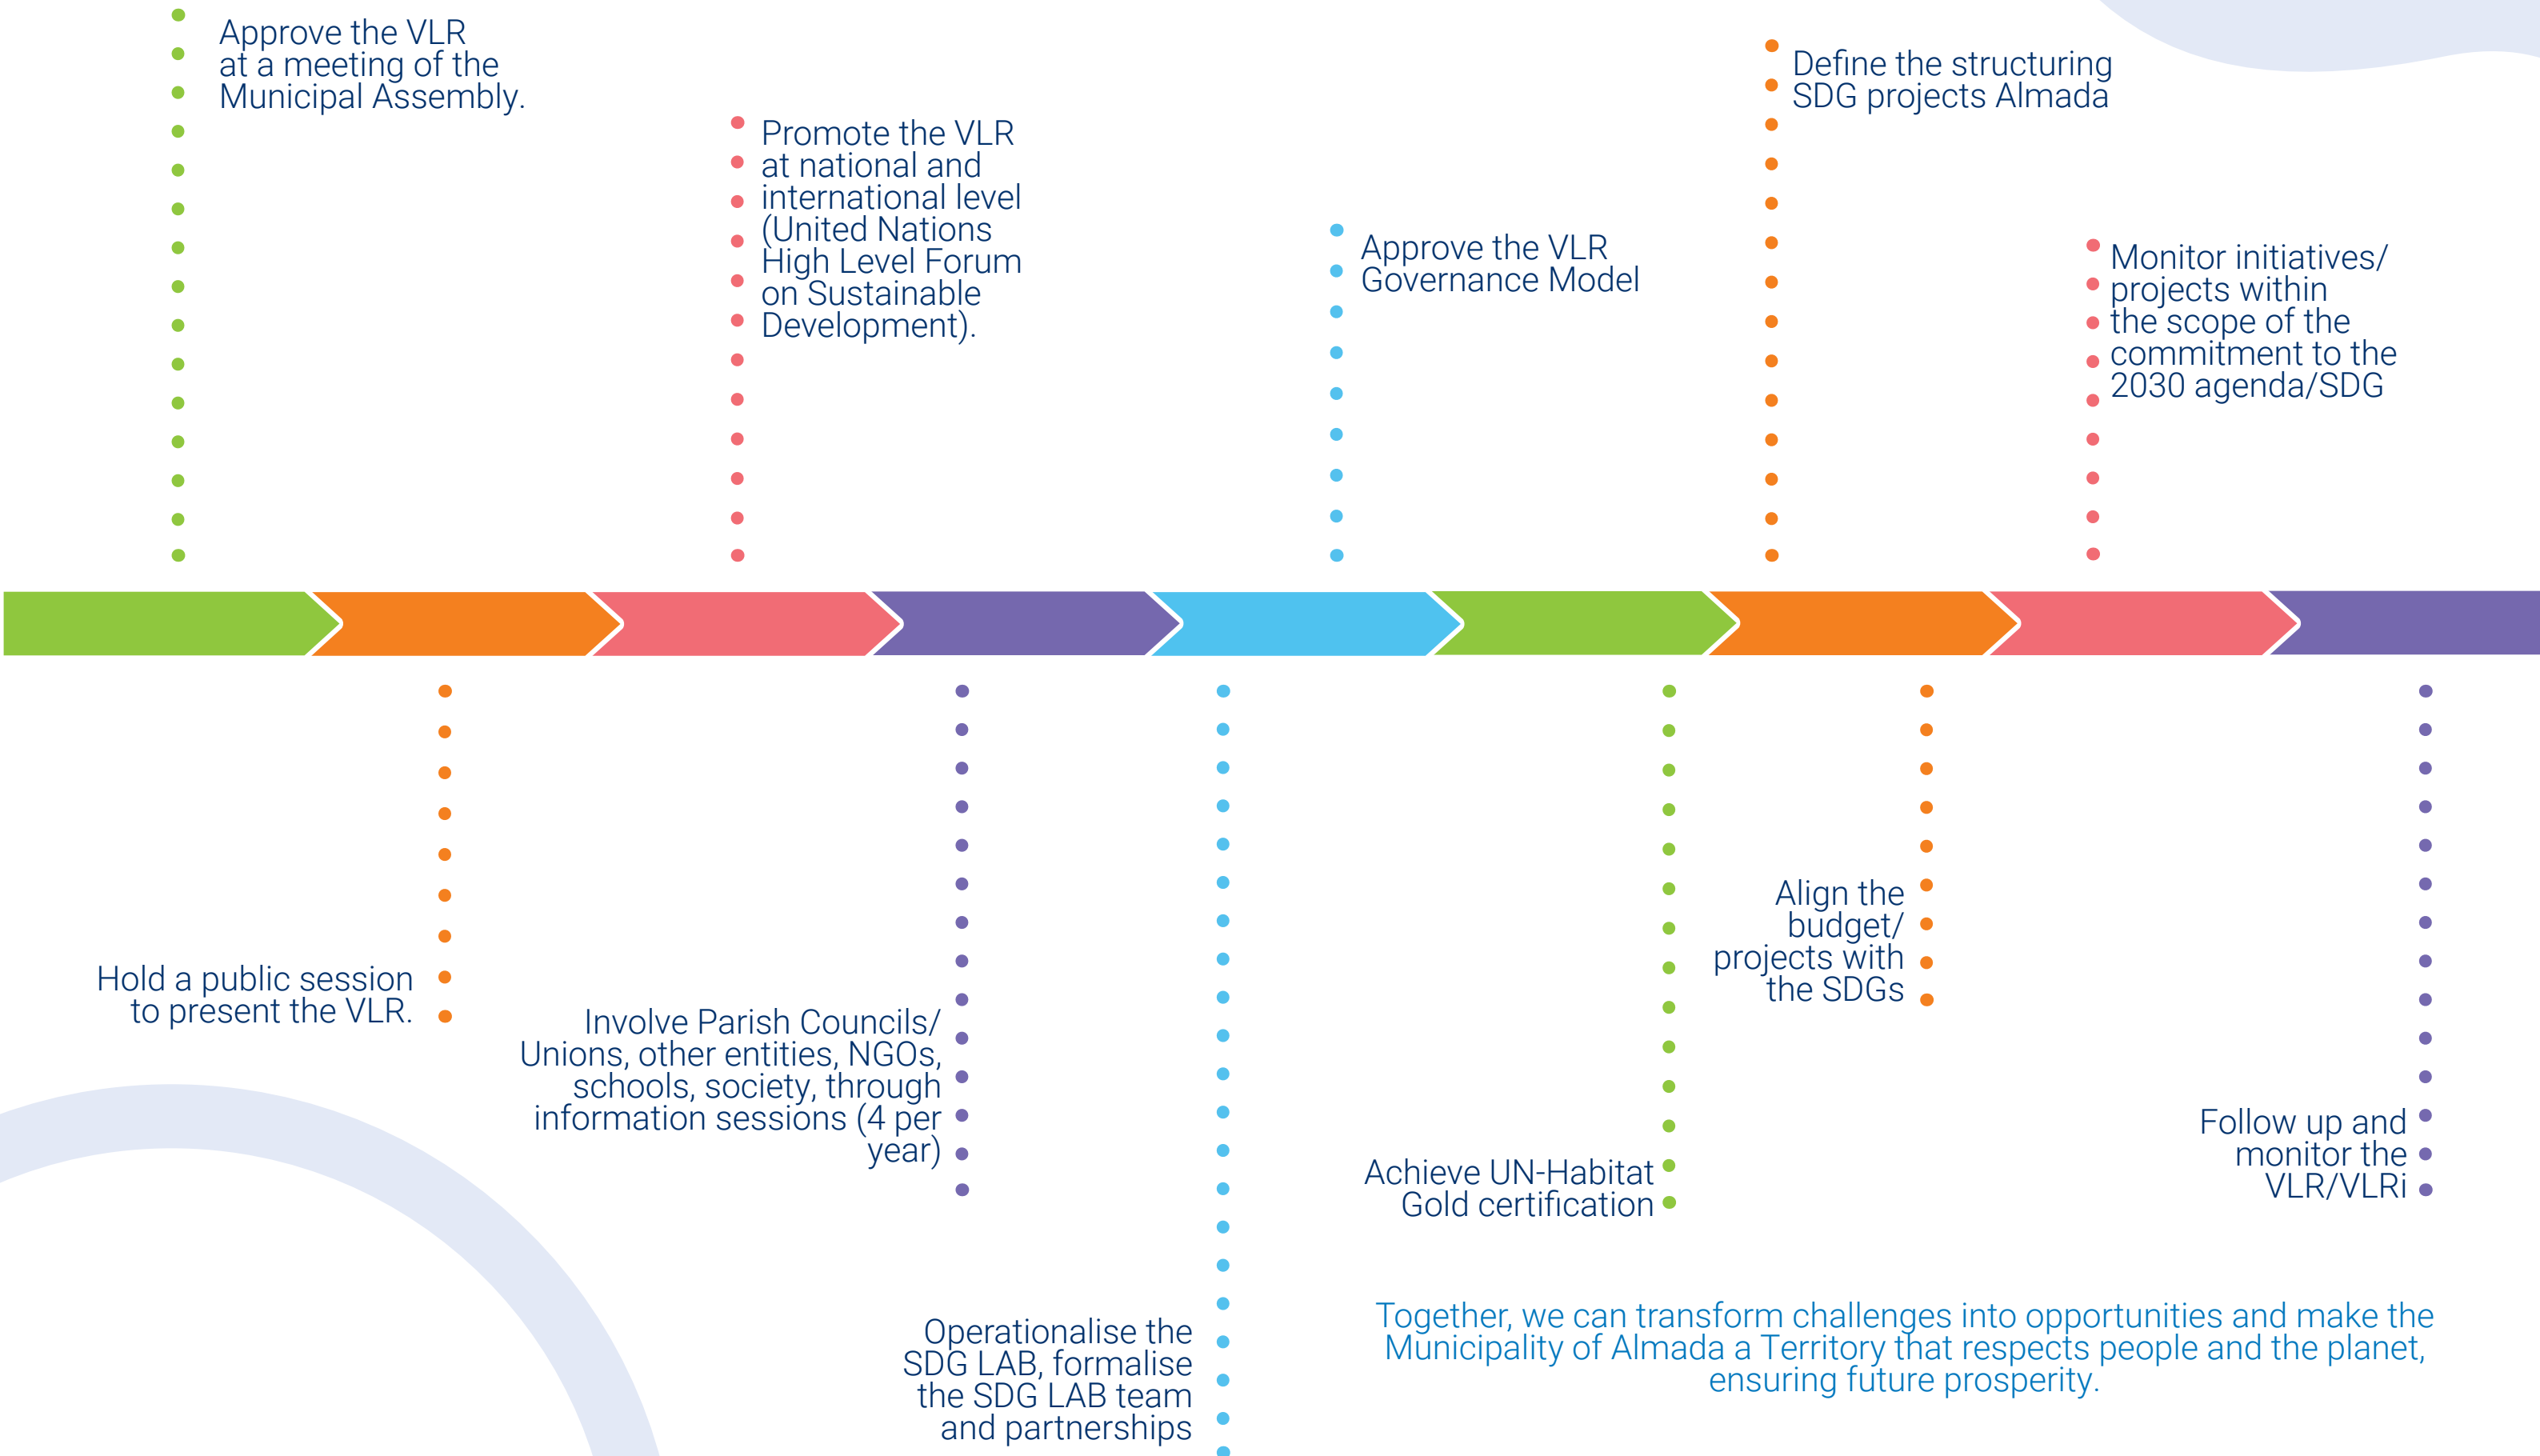 Approve the VLR
at a meeting of the
Municipal Assembly.
Promote the VLR
at national and
international level
(United Nations
High Level Forum
on Sustainable
Development).
Approve the VLR
Governance Model
Define the structuring
SDG projects Almada
Monitor initiatives/
projects within
the scope of the
commitment to the
2030 agenda/SDG
Hold a public session
to present the VLR.
Involve Parish Councils/
Unions, other entities, NGOs,
schools, society, through
information sessions (4 per
year)
Operationalise the
SDG LAB, formalise
the SDG LAB team
and partnerships
Achieve UN-Habitat
Gold certification
Align the
budget/
projects with
the SDGs
Follow up and
monitor the
VLR/VLRi
Together, we can transform challenges into opportunities and make the
Municipality of Almada a Territory that respects people and the planet,
ensuring future prosperity.